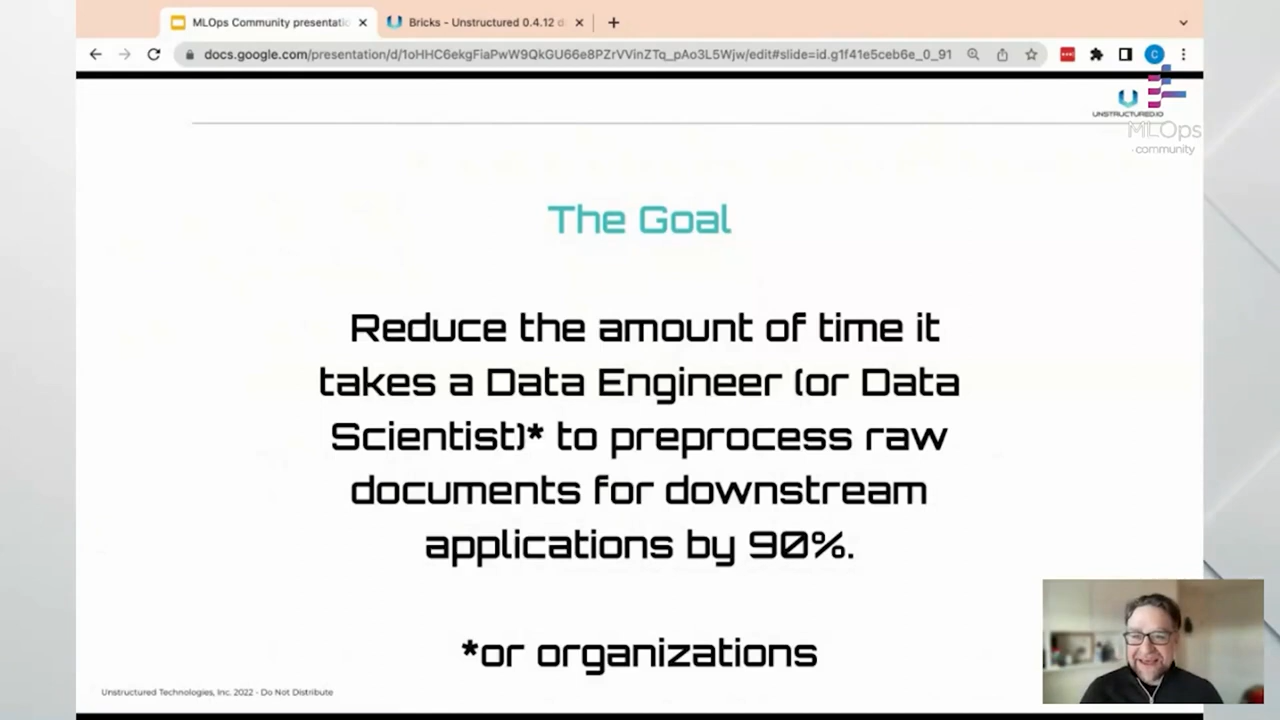 MLOps Community presentatio
Bricks - Unstructured 0.4.12 d
docs.google.com/presentation/d/1oHHC6ekgFiaPwW9QkGU66e8PZrVVinZTq_pAo3L5Wjw/edit#slide=id.g1f41e5ceb6e_0_91
C
UNSTRUCTURED.IO
MLOps
.community
The Goal
Reduce the amount of time it
takes a Data Engineer (or Data
Scientist)* to preprocess raw
documents for downstream
applications by 90%.
*or organizations
Unstructured Technologies, Inc. 2022 - Do Not Distribute